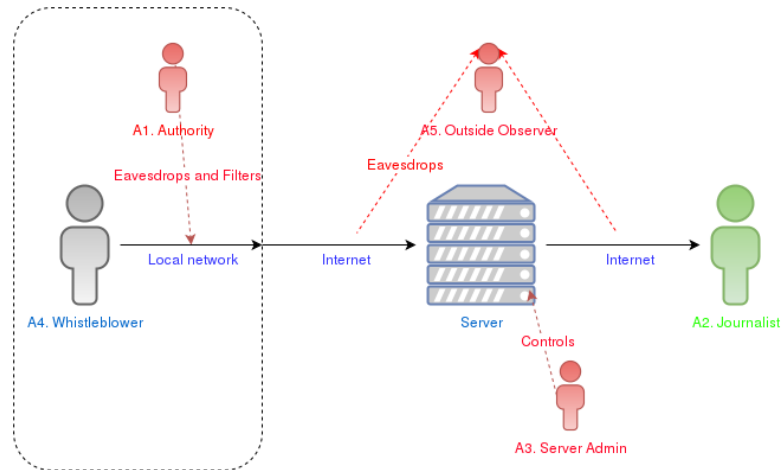 A1. Authority
A5. Outside Observer
Eavesdrops
Eavesdrops and Filters
Local network
Internet
Internet
A4. Whistleblower
Server
A2. Journalist
Controls
A3. Server Admin